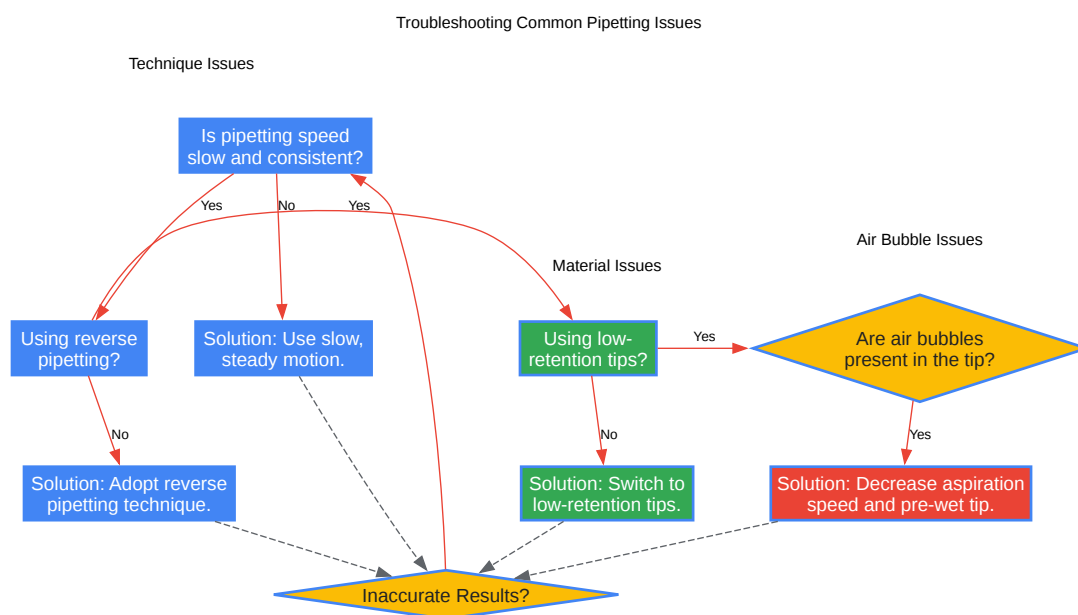 Troubleshooting Common Pipetting Issues
Technique Issues
Is pipetting speed
slow and consistent?
Yes
No
Yes
Air Bubble Issues
Material Issues
Using reverse
pipetting?
Solution: Use slow,
steady motion.
Using low-
retention tips?
Yes
Are air bubbles
present in the tip?
No
No
Yes
Solution: Adopt reverse
pipetting technique.
Solution: Switch to
low-retention tips.
Solution: Decrease aspiration
speed and pre-wet tip.
Inaccurate Results?